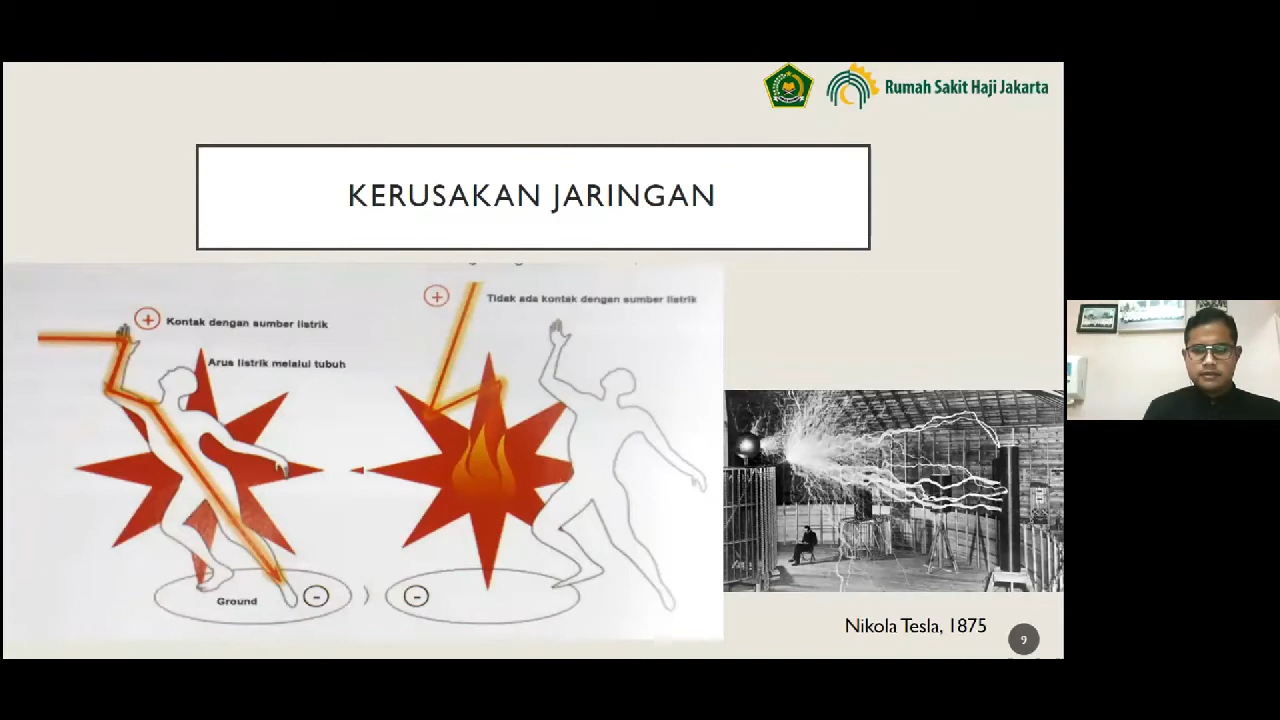 Rumah Sakit Haji Jakarta
KERUSAKAN JARINGAN
Kontak dengan sumber listrik
Arus listrik melalui tubuh
Ground
Tidak ada kontak dengan sumber listrik
Nikola Tesla, 1875
9